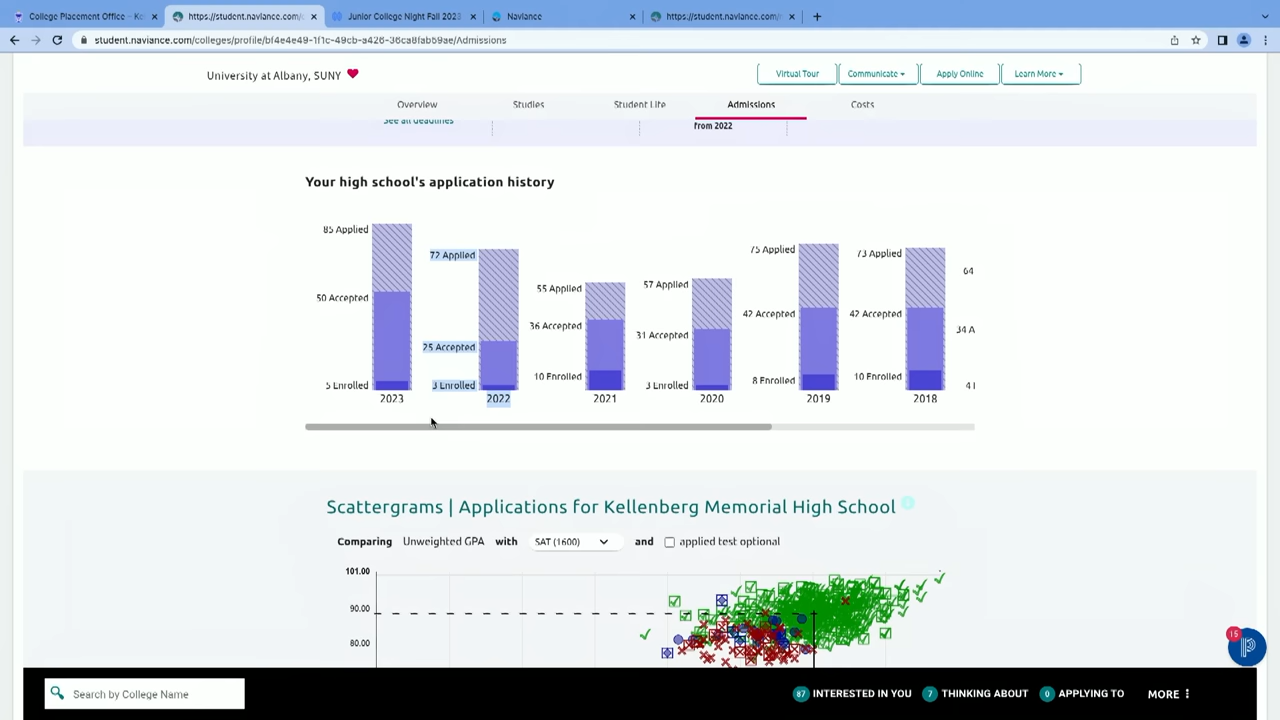 College Placement Office – Ke
https://student.naviance.com/c
Junior College Night Fall 2023
Naviance
https://student.naviance.com/
student.naviance.com/colleges/profile/bf4e4e49-1f1c-49cb-a426-36ca8fab59ae/Admissions
University at Albany, SUNY
Virtual Tour
Communicate
Apply Online
Learn More
Overview
Studies
Student Life
Admissions
Costs
See all deadlines
from 2022
Your high school's application history
85 Applied
50 Accepted
5 Enrolled
2023
72 Applied
25 Accepted
3 Enrolled
2022
55 Applied
36 Accepted
10 Enrolled
2021
57 Applied
31 Accepted
3 Enrolled
2020
75 Applied
42 Accepted
8 Enrolled
2019
73 Applied
42 Accepted
10 Enrolled
2018
64
34 A
Scattergrams | Applications for Kellenberg Memorial High School
Comparing Unweighted GPA with SAT (1600) and applied test optional
101.00
90.00
80.00
15
Search by College Name
87 INTERESTED IN YOU
7 THINKING ABOUT
0 APPLYING TO
MORE